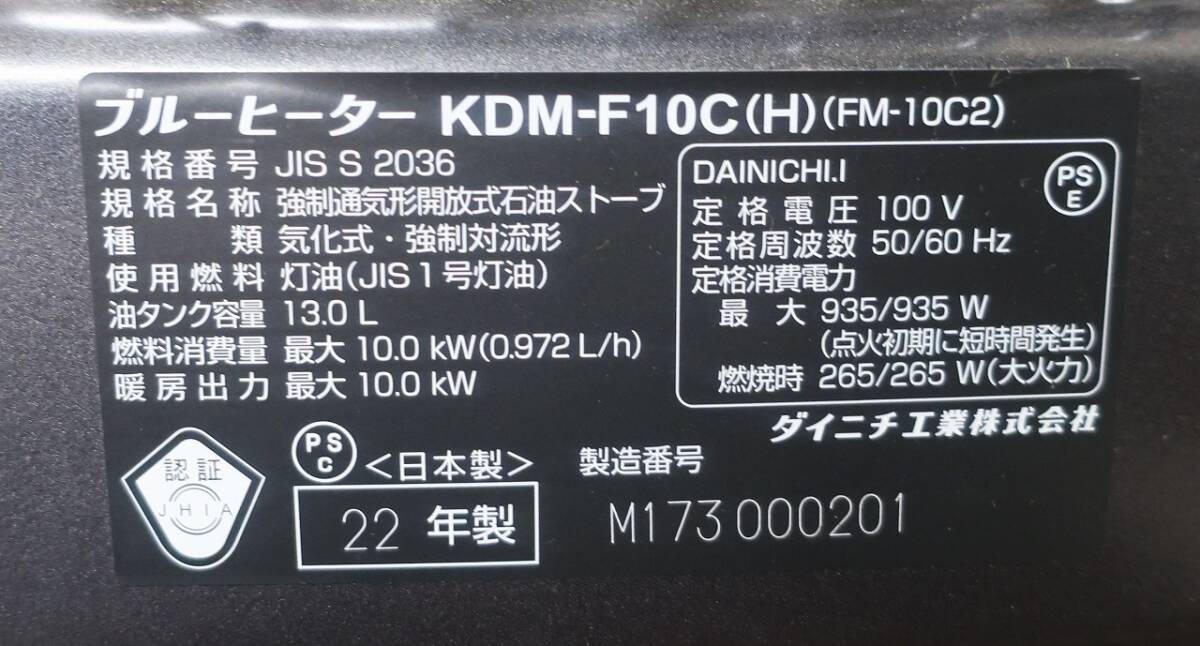 ブルーヒーター KDM-F10C(H)(FM-10C2)
規格番号 JIS S 2036
規格名称 強制通気形開放式石油ストーブ
種類 気化式・強制対流形
使用燃料 灯油(JIS1号灯油)
油タンク容量 13.0 L
燃料消費量 最大 10.0 kW(0.972 L/h)
暖房出力 最大 10.0 kW
DAINICHI.I
PS
E
定格電圧 100 V
定格周波数 50/60 Hz
定格消費電力
最大 935/935 W
(点火初期に短時間発生)
燃焼時 265/265 W(大火力)
ダイニチ工業株式会社
認証
JHIA
PS
C
<日本製>
22 年製
製造番号
M173000201